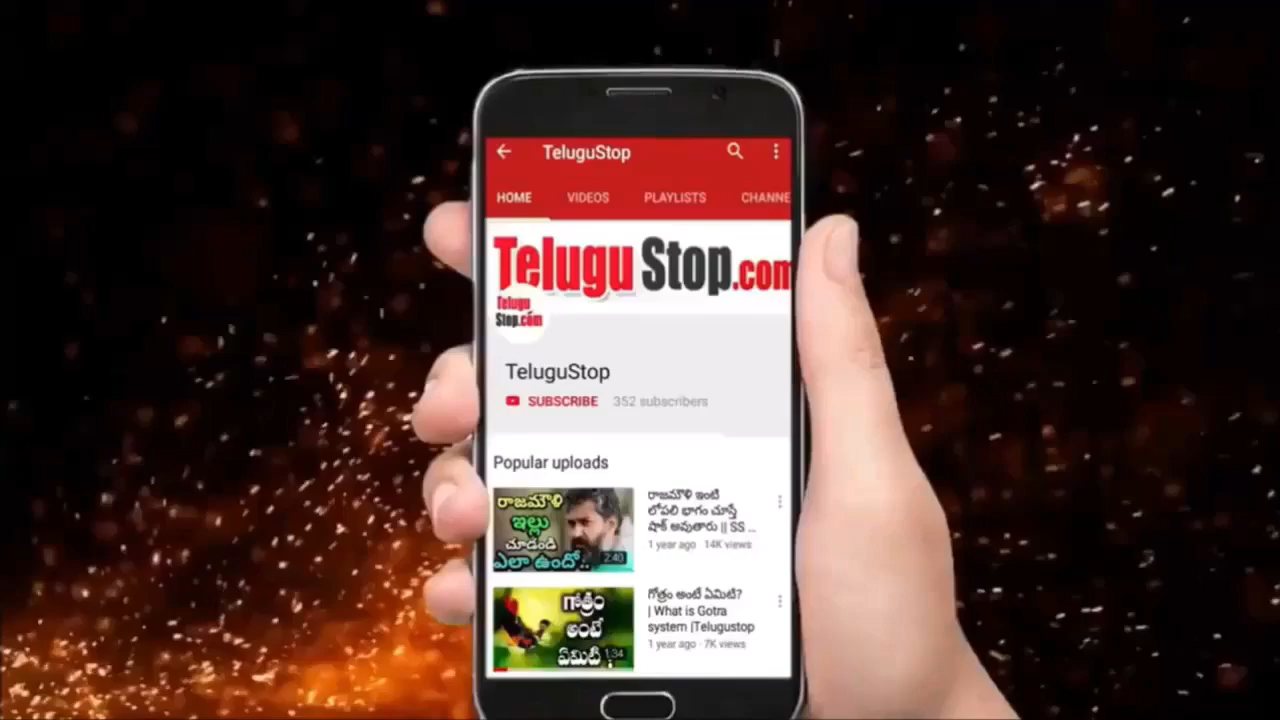 TeluguStop
HOME VIDEOS PLAYLISTS CHANNE
Telugu Stop.com
Telugu
Stop.com
TeluguStop
SUBSCRIBE 352 subscribers
Popular uploads
రాజమౌళి
ఇల్లు
చూడండి
ఎలా ఉందో..
2:40
రాజమౌళి ఇంటి
లోపలి భాగం చూస్తే
షాక్ అవుతారు || SS ...
1 year ago · 14K views
గోత్రం
అంటే
ఏమిటి ?
1:34
గోత్రం అంటే ఏమిటి?
| What is Gotra
system |Telugustop
1 year ago · 7K views